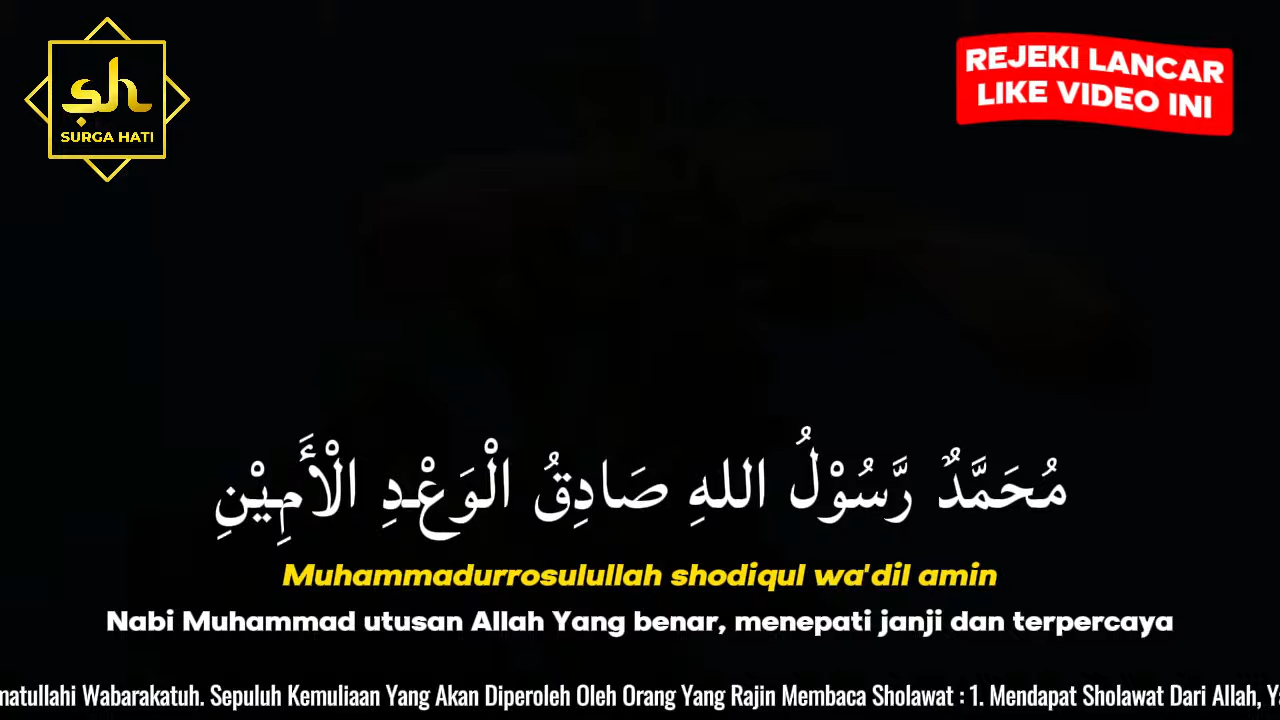 sh
SURGA HATI
REJEKI LANCAR
LIKE VIDEO INI
مُحَمَّدٌ رَّسُوْلُ اللهِ صَادِقُ الْوَعْدِ الْأَمِيْنِ
Muhammadurrosulullah shodiqul wa'dil amin
Nabi Muhammad utusan Allah Yang benar, menepati janji dan terpercaya
matullahi Wabarakatuh. Sepuluh Kemuliaan Yang Akan Diperoleh Oleh Orang Yang Rajin Membaca Sholawat : 1. Mendapat Sholawat Dari Allah,